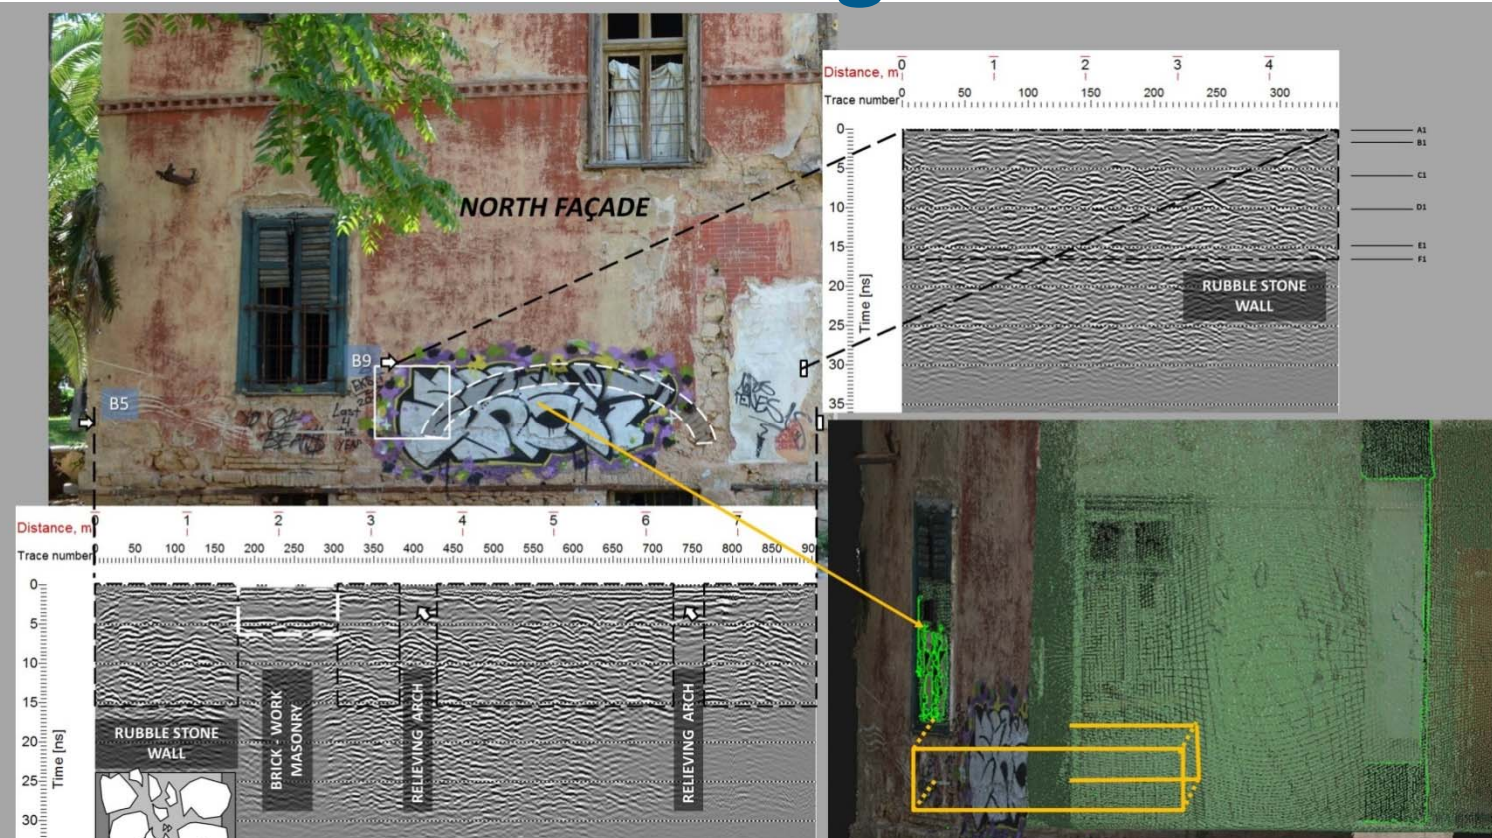 NORTH FAÇADE
B9
B5
Distance, m
0 1 2 3 4
Trace number
0 50 100 150 200 250 300
0
5
10
15
20
25
30
35
Time [ns]
A1
B1
C1
D1
E1
F1
RUBBLE STONE
WALL
Distance, m
0 1 2 3 4 5 6 7
Trace number
0 50 100 150 200 250 300 350 400 450 500 550 600 650 700 750 800 850 90
0
5
10
15
20
25
30
Time [ns]
RUBBLE STONE
WALL
BRICK - WORK
MASONRY
RELIEVING ARCH
RELIEVING ARCH